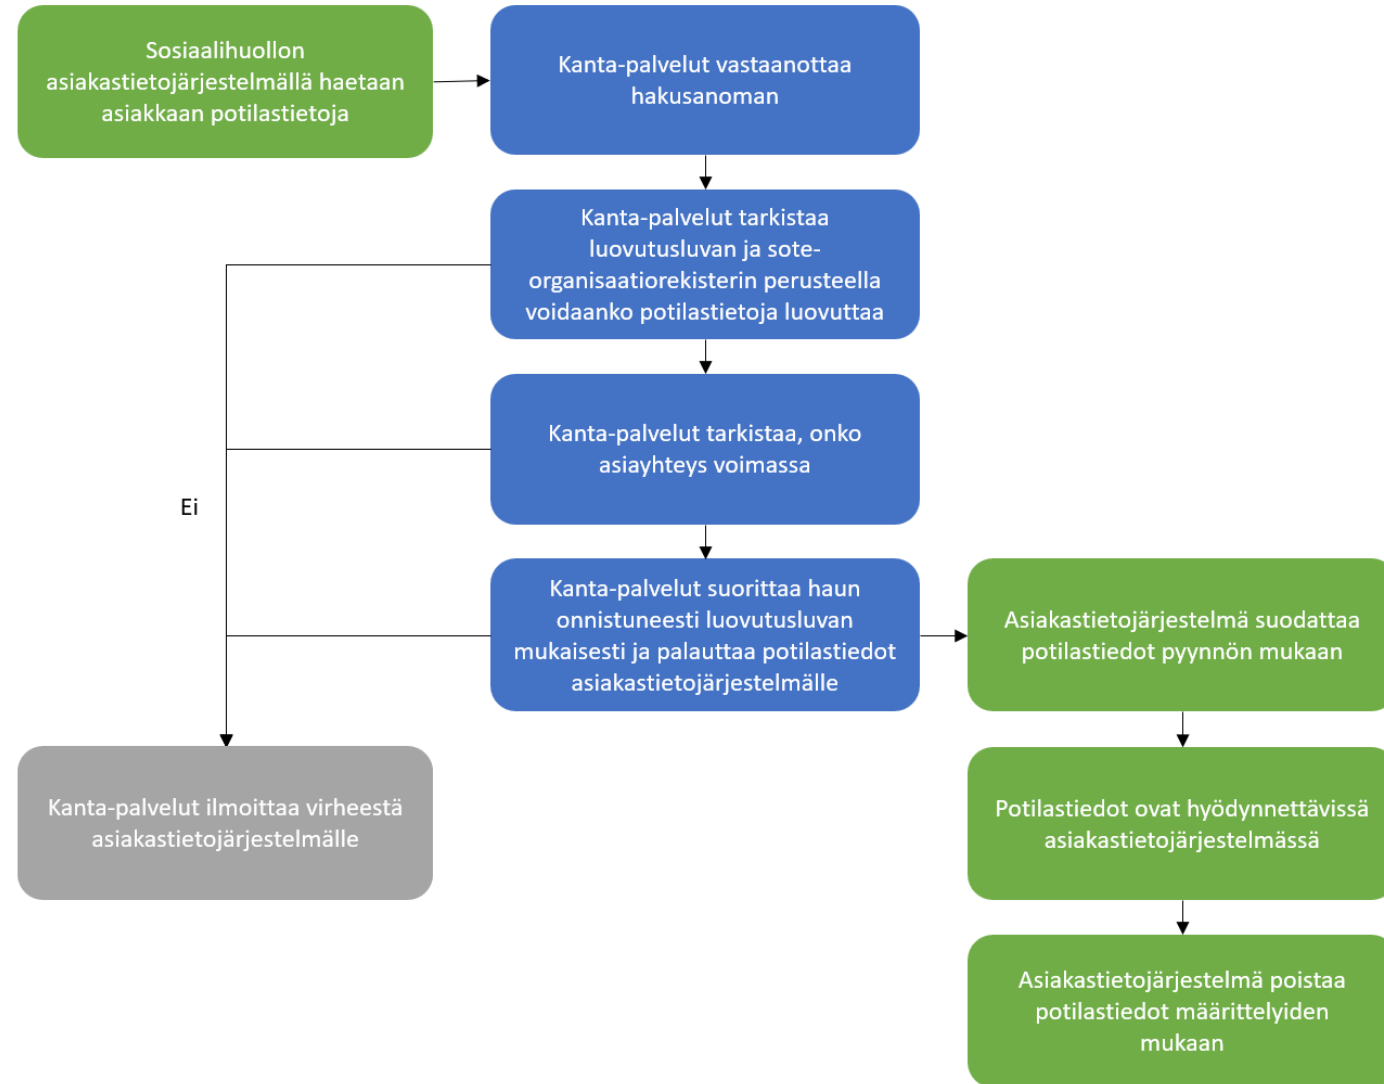 Sosiaalihuollon
asiakastietojärjestelmällä haetaan
asiakkaan potilastietoja
Kanta-palvelut vastaanottaa
hakusanoman
Kanta-palvelut tarkistaa
luovutusluvan ja sote-
organisaatiorekisterin perusteella
voidaanko potilastietoja luovuttaa
Kanta-palvelut tarkistaa, onko
asiayhteys voimassa
Ei
Kanta-palvelut suorittaa haun
onnistuneesti luovutusluvan
mukaisesti ja palauttaa potilastiedot
asiakastietojärjestelmälle
Asiakastietojärjestelmä suodattaa
potilastiedot pyynnön mukaan
Kanta-palvelut ilmoittaa virheestä
asiakastietojärjestelmälle
Potilastiedot ovat hyödynnettävissä
asiakastietojärjestelmässä
Asiakastietojärjestelmä poistaa
potilastiedot määrittelyiden
mukaan